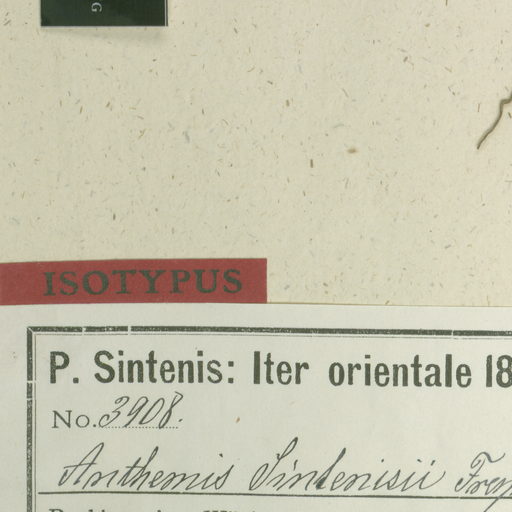 G
ISOTYPUS
P. Sintenis: Iter orientale 18
No. 3908.
Anthemis Sintenisii